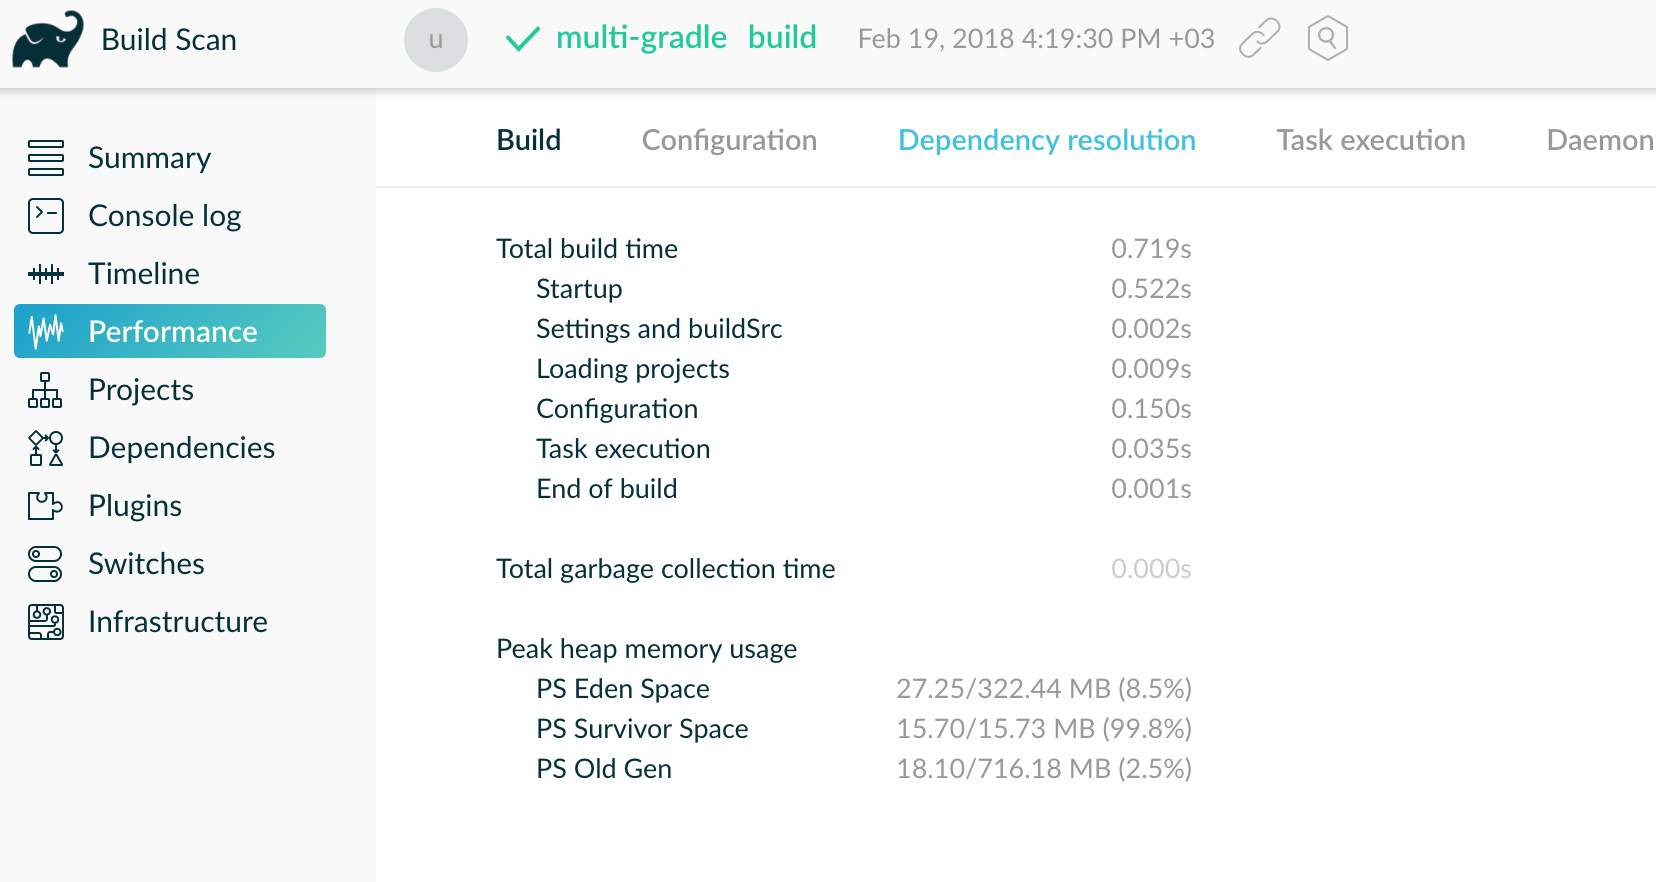 Build Scan
u
multi-gradle build Feb 19, 2018 4:19:30 PM +03
Summary
Console log
Timeline
Performance
Projects
Dependencies
Plugins
Switches
Infrastructure
Build Configuration Dependency resolution Task execution Daemon
Total build time 0.719s
Startup 0.522s
Settings and buildSrc 0.002s
Loading projects 0.009s
Configuration 0.150s
Task execution 0.035s
End of build 0.001s
Total garbage collection time 0.000s
Peak heap memory usage
PS Eden Space 27.25/322.44 MB (8.5%)
PS Survivor Space 15.70/15.73 MB (99.8%)
PS Old Gen 18.10/716.18 MB (2.5%)